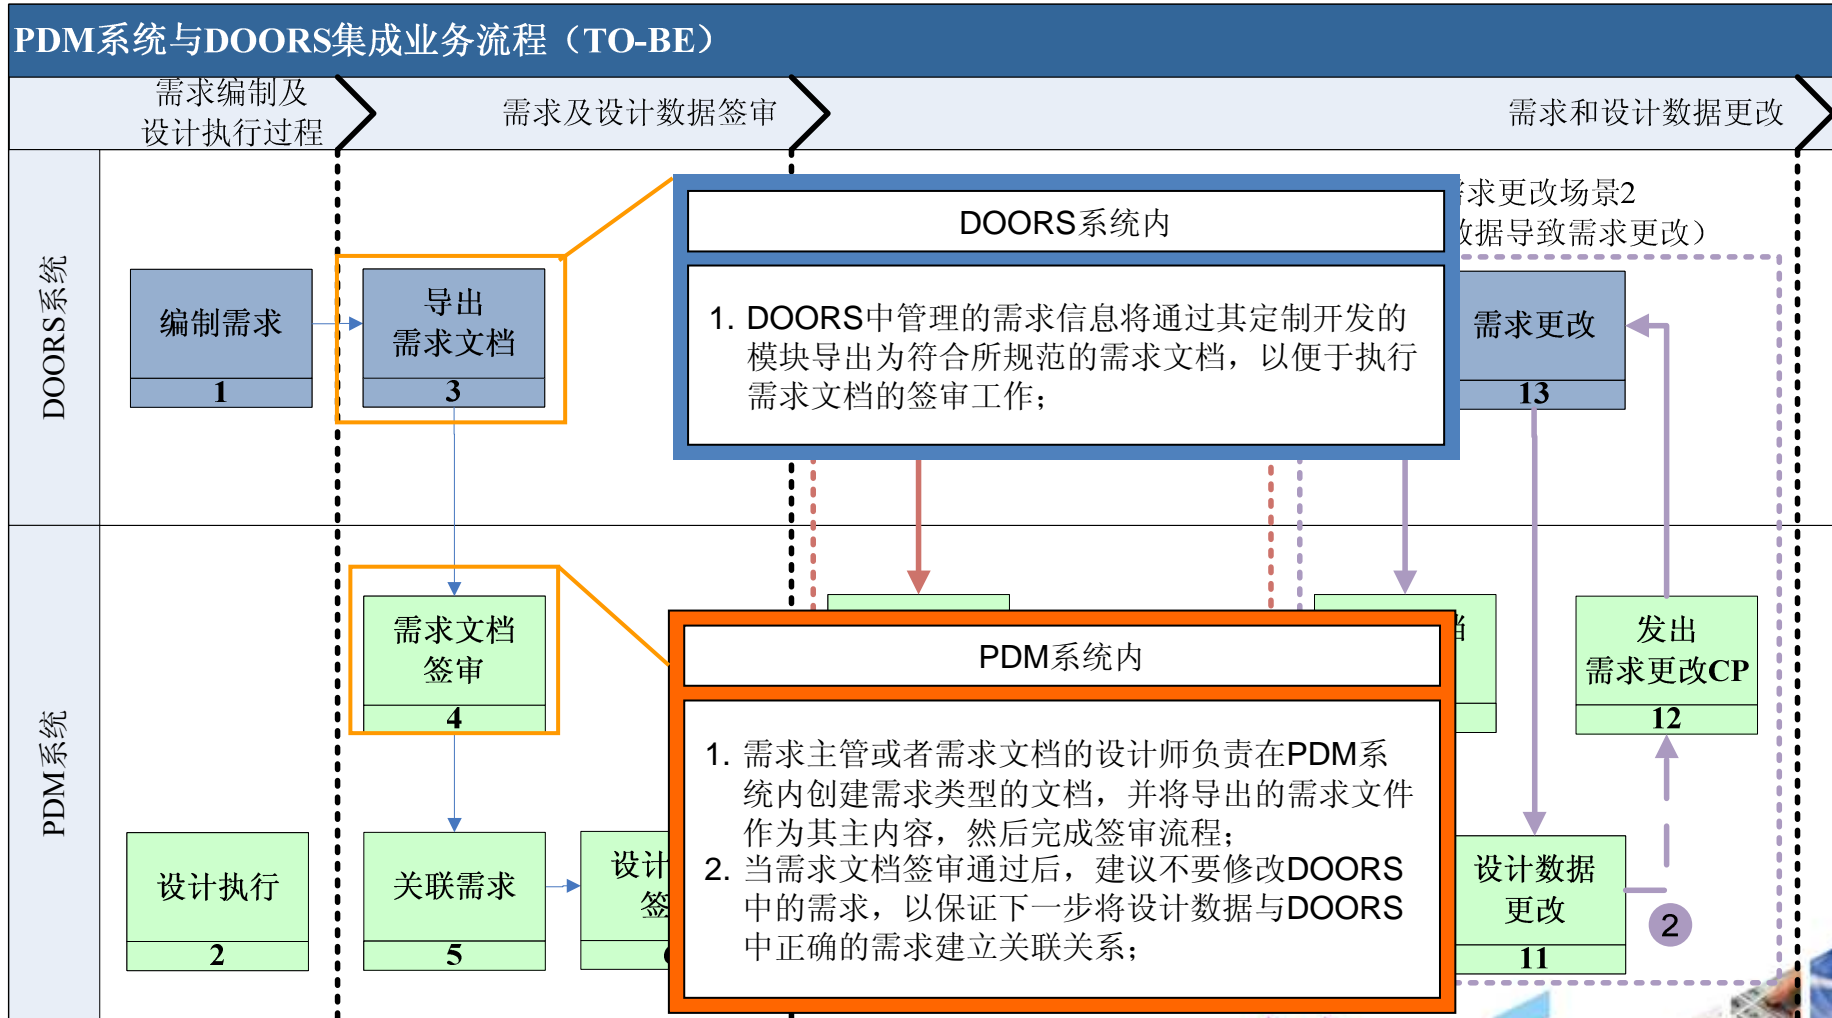 PDM系统与DOORS集成业务流程（TO-BE）
需求编制及
设计执行过程
需求及设计数据签审
需求和设计数据更改
DOORS系统
编制需求
1
导出
需求文档
3
DOORS系统内
1. DOORS中管理的需求信息将通过其定制开发的
模块导出为符合所规范的需求文档，以便于执行
需求文档的签审工作；
求更改场景2
数据导致需求更改）
需求更改
13
PDM系统
需求文档
签审
4
设计执行
2
关联需求
5
设计
签
PDM系统内
1. 需求主管或者需求文档的设计师负责在PDM系
统内创建需求类型的文档，并将导出的需求文件
作为其主内容，然后完成签审流程；
2. 当需求文档签审通过后，建议不要修改DOORS
中的需求，以保证下一步将设计数据与DOORS
中正确的需求建立关联关系；
发出
需求更改CP
12
设计数据
更改
11
2